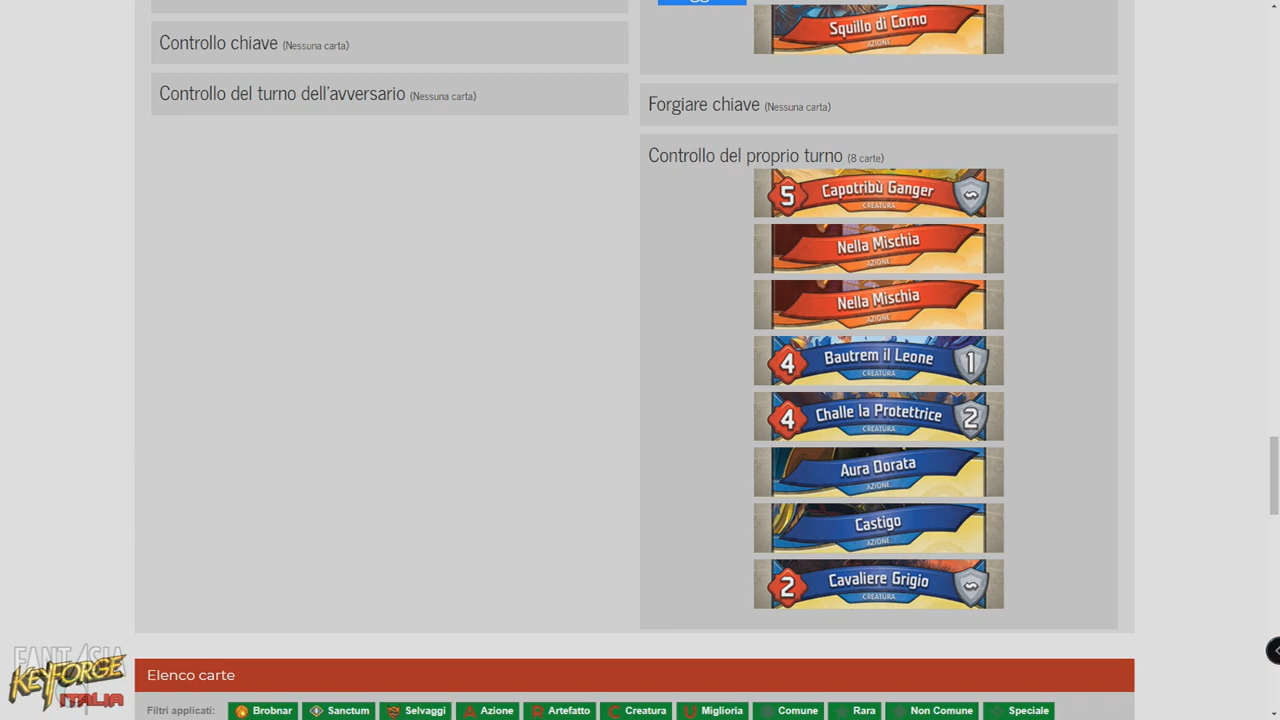 Controllo chiave (Nessuna carta)
Controllo del turno dell'avversario (Nessuna carta)
Squillo di Corno
AZIONE
Forgiare chiave (Nessuna carta)
Controllo del proprio turno (8 carte)
5 Capotribù Ganger ~
CREATURA
Nella Mischia
AZIONE
Nella Mischia
AZIONE
4 Bautrem il Leone 1
CREATURA
4 Challe la Protettrice 2
CREATURA
Aura Dorata
AZIONE
Castigo
AZIONE
2 Cavaliere Grigio ~
CREATURA
FANTASIA
KEYFORGE
ITALIA
Elenco carte
Filtri applicati: Brobnar Sanctum Selvaggi A Azione R Artefatto C Creatura U Miglioria Comune Rara Non Comune Speciale